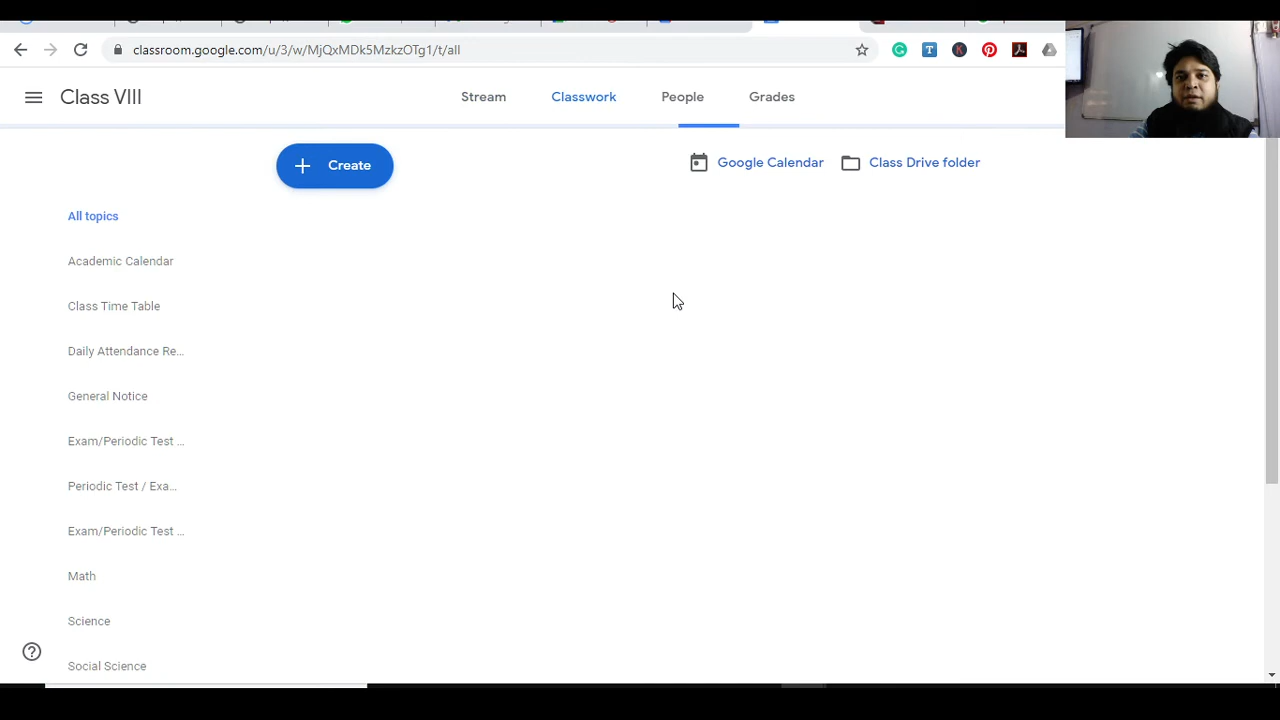 classroom.google.com/u/3/w/MjQxMDk5MzkzOTg1/t/all
Class VIII
Stream
Classwork
People
Grades
Create
Google Calendar
Class Drive folder
All topics
Academic Calendar
Class Time Table
Daily Attendance Re...
General Notice
Exam/Periodic Test ...
Periodic Test / Exa...
Exam/Periodic Test ...
Math
Science
Social Science